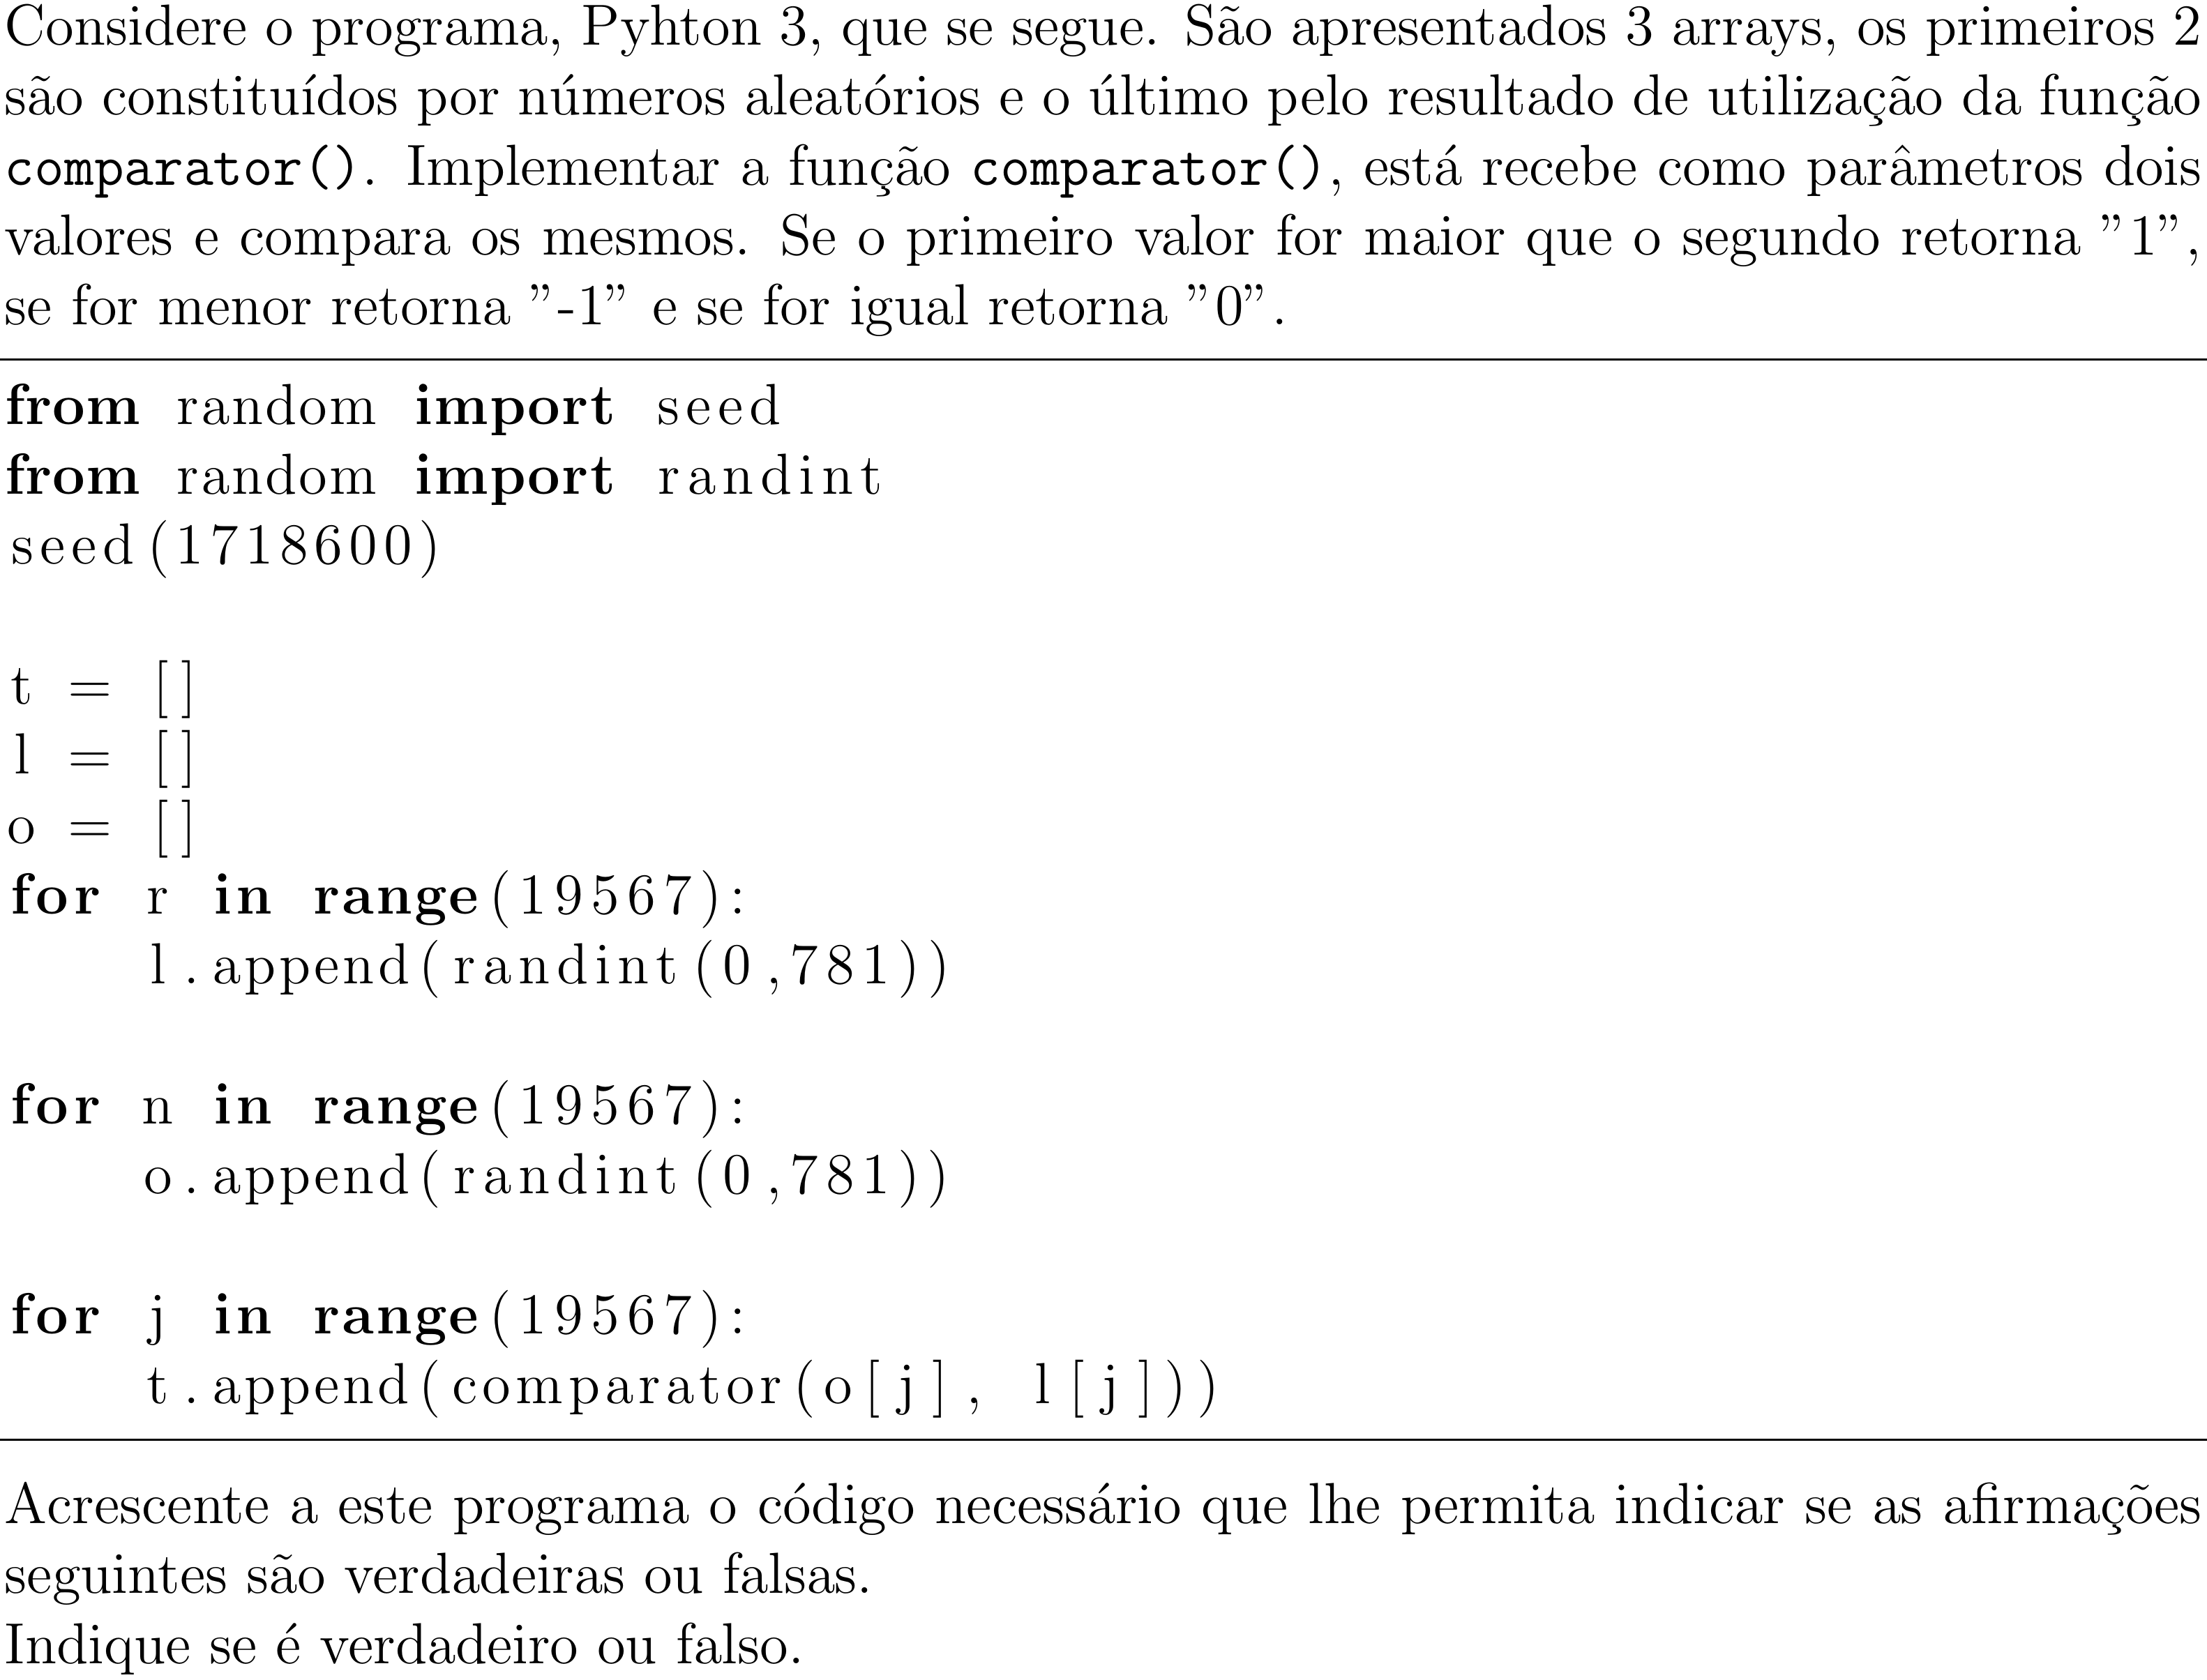 Considere o programa, Pyhton 3, que se segue. São apresentados 3 arrays, os primeiros 2
são constituídos por números aleatórios e o último pelo resultado de utilização da função
comparator(). Implementar a função comparator(), está recebe como parâmetros dois
valores e compara os mesmos. Se o primeiro valor for maior que o segundo retorna ”1”,
se for menor retorna ”-1” e se for igual retorna ”0”.
from random import seed
from random import randint
seed(1718600)
t = []
l = []
o = []
for r in range(19567):
    l.append(randint(0,781))
for n in range(19567):
    o.append(randint(0,781))
for j in range(19567):
    t.append(comparator(o[j], l[j]))
Acrescente a este programa o código necessário que lhe permita indicar se as afirmações
seguintes são verdadeiras ou falsas.
Indique se é verdadeiro ou falso.